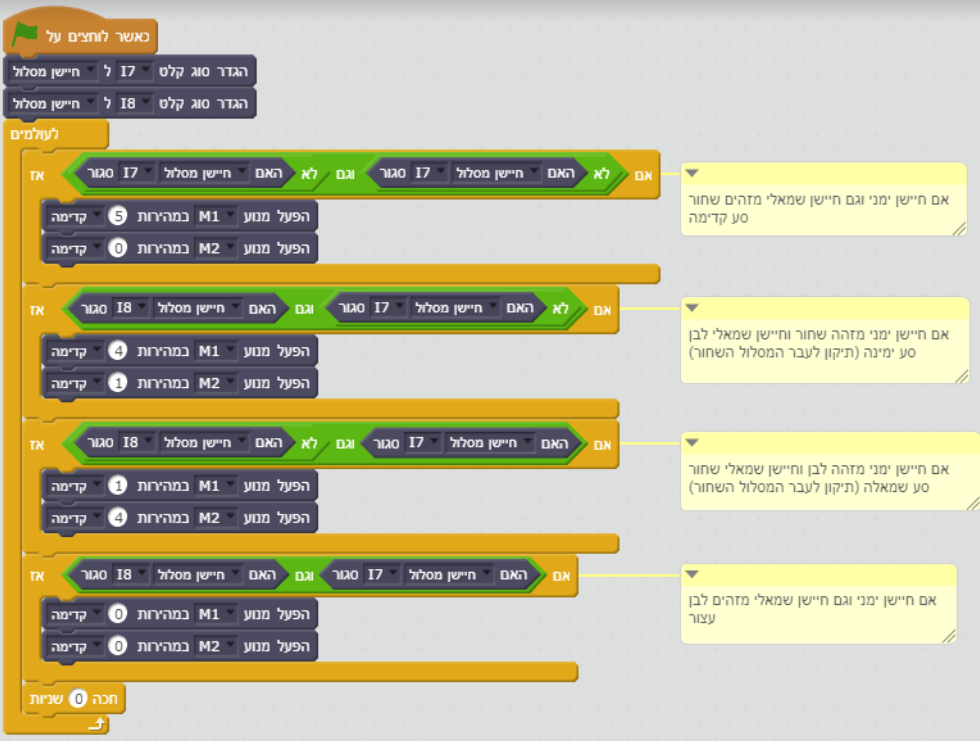 כאשר לוחצים על
הגדר סוג קלט I7 ל חיישן מסלול
הגדר סוג קלט I8 ל חיישן מסלול
לעולמים
אם לא האם חיישן מסלול I7 סגור וגם לא האם חיישן מסלול I7 סגור אז
אם חיישן ימני וגם חיישן שמאלי מזהים שחור
סע קדימה
הפעל מנוע M1 במהירות 5 קדימה
הפעל מנוע M2 במהירות 0 קדימה
אם לא האם חיישן מסלול I7 סגור וגם האם חיישן מסלול I8 סגור אז
אם חיישן ימני מזהה שחור וחיישן שמאלי לבן
סע ימינה (תיקון לעבר המסלול השחור)
הפעל מנוע M1 במהירות 4 קדימה
הפעל מנוע M2 במהירות 1 קדימה
אם האם חיישן מסלול I7 סגור וגם לא האם חיישן מסלול I8 סגור אז
אם חיישן ימני מזהה לבן וחיישן שמאלי שחור
סע שמאלה (תיקון לעבר המסלול השחור)
הפעל מנוע M1 במהירות 1 קדימה
הפעל מנוע M2 במהירות 4 קדימה
אם האם חיישן מסלול I7 סגור וגם האם חיישן מסלול I8 סגור אז
אם חיישן ימני וגם חיישן שמאלי מזהים לבן
עצור
הפעל מנוע M1 במהירות 0 קדימה
הפעל מנוע M2 במהירות 0 קדימה
חכה 0 שניות